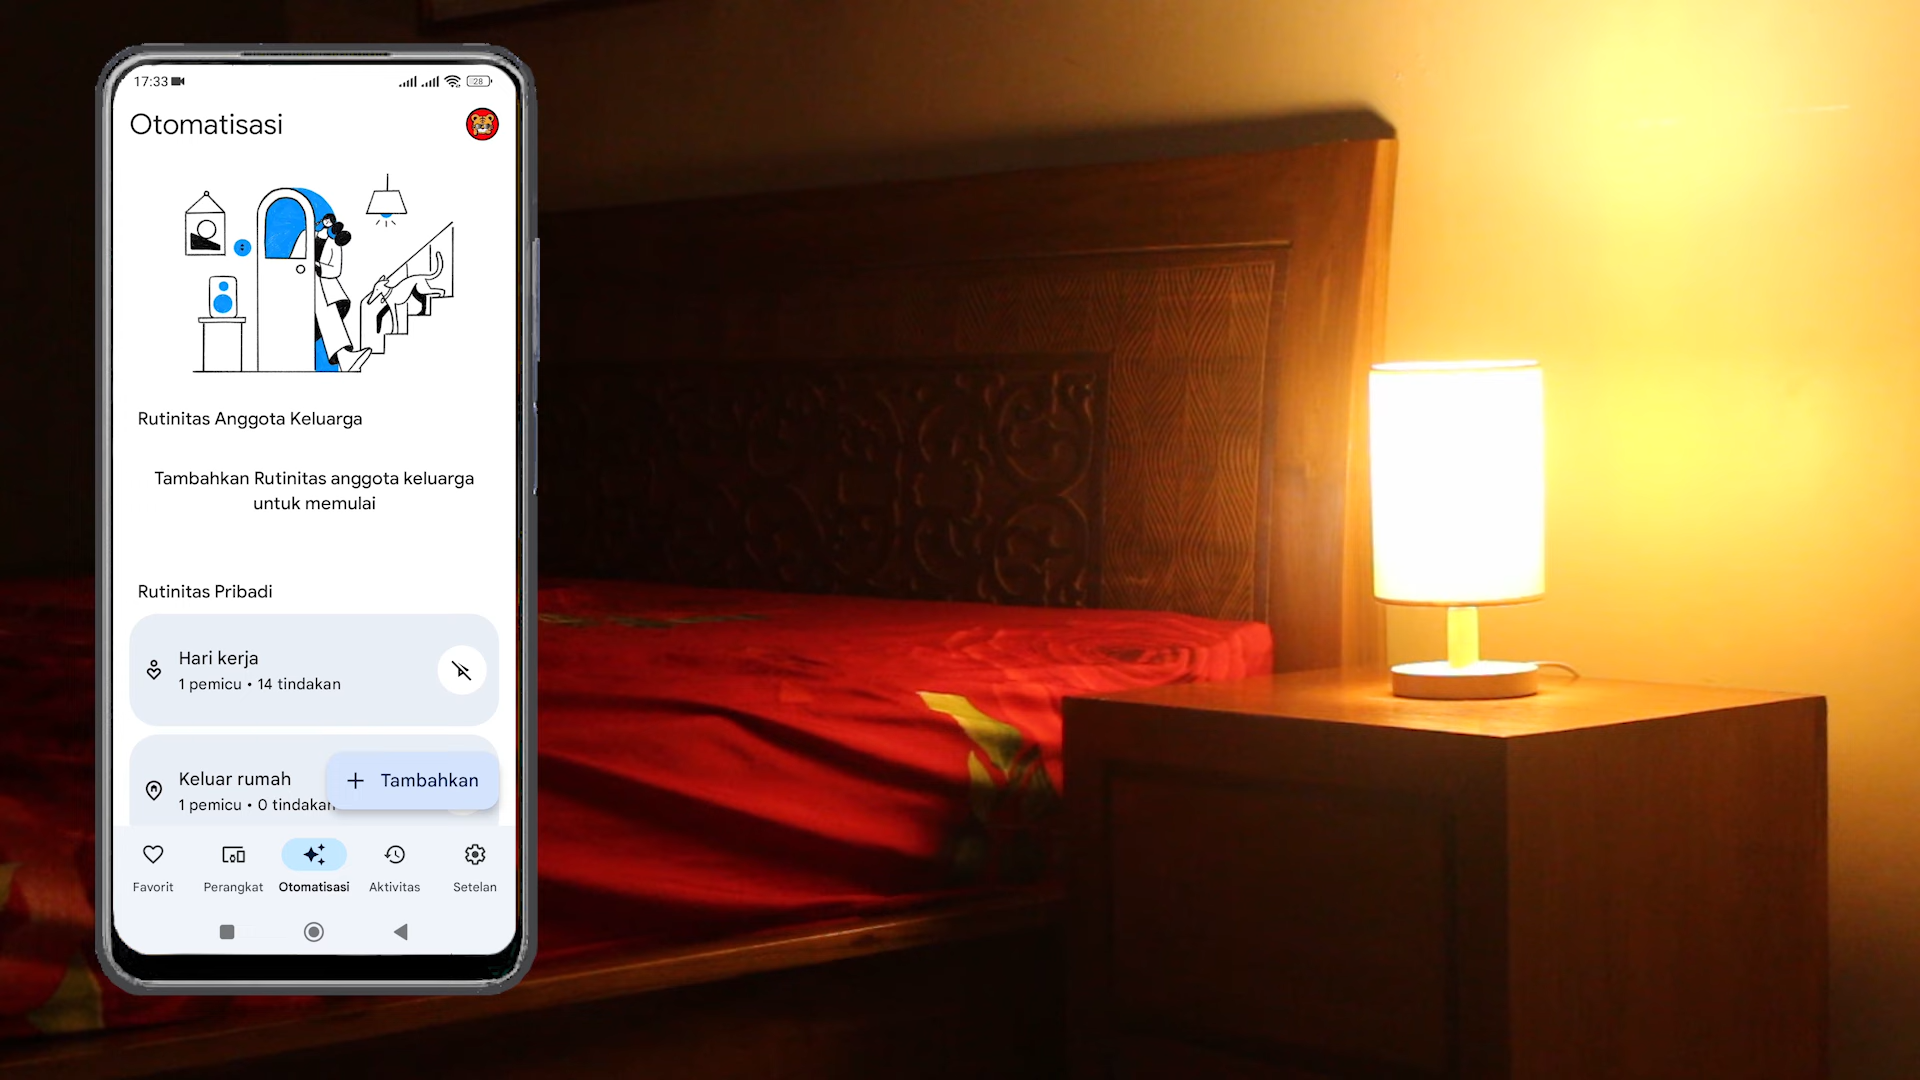 17:33
28
Otomatisasi
Rutinitas Anggota Keluarga
Tambahkan Rutinitas anggota keluarga
untuk memulai
Rutinitas Pribadi
Hari kerja
1 pemicu • 14 tindakan
Keluar rumah
1 pemicu • 0 tindakan
+ Tambahkan
Favorit
Perangkat
Otomatisasi
Aktivitas
Setelan